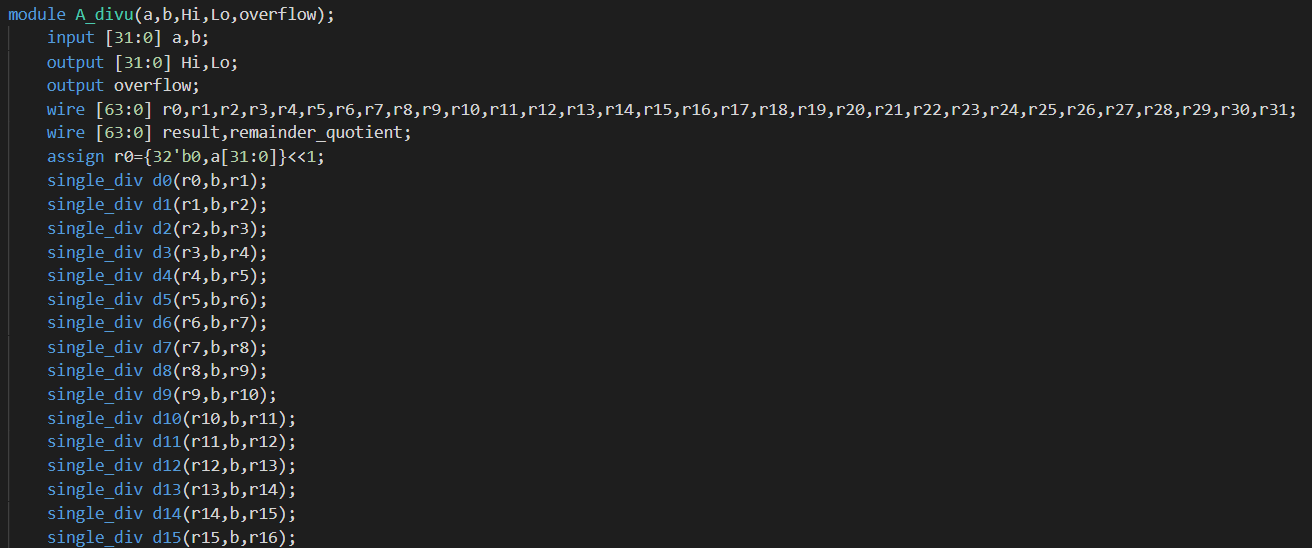 module A_divu(a,b,Hi,Lo,overflow);
    input [31:0] a,b;
    output [31:0] Hi,Lo;
    output overflow;
    wire [63:0] r0,r1,r2,r3,r4,r5,r6,r7,r8,r9,r10,r11,r12,r13,r14,r15,r16,r17,r18,r19,r20,r21,r22,r23,r24,r25,r26,r27,r28,r29,r30,r31;
    wire [63:0] result,remainder_quotient;
    assign r0={32'b0,a[31:0]}<<1;
    single_div d0(r0,b,r1);
    single_div d1(r1,b,r2);
    single_div d2(r2,b,r3);
    single_div d3(r3,b,r4);
    single_div d4(r4,b,r5);
    single_div d5(r5,b,r6);
    single_div d6(r6,b,r7);
    single_div d7(r7,b,r8);
    single_div d8(r8,b,r9);
    single_div d9(r9,b,r10);
    single_div d10(r10,b,r11);
    single_div d11(r11,b,r12);
    single_div d12(r12,b,r13);
    single_div d13(r13,b,r14);
    single_div d14(r14,b,r15);
    single_div d15(r15,b,r16);